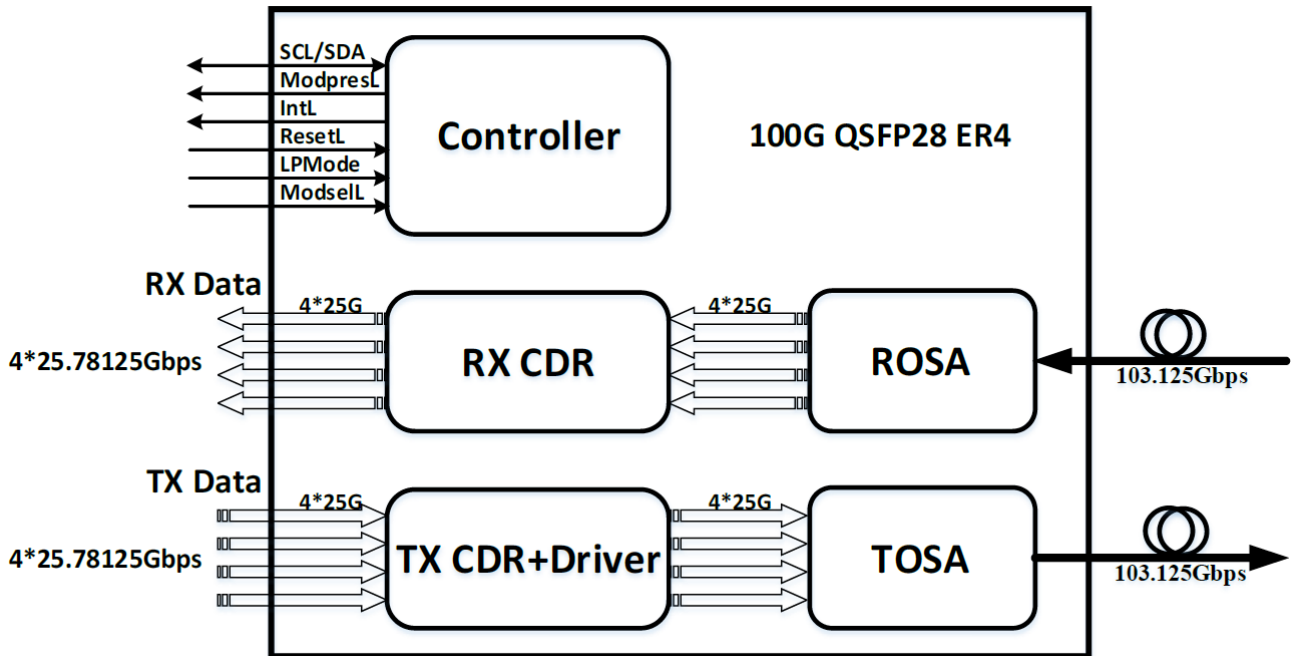 SCL/SDA
ModpresL
IntL
ResetL
LPMode
ModselL
Controller
100G QSFP28 ER4
RX Data
4*25G
4*25G
4*25.78125Gbps
RX CDR
ROSA
103.125Gbps
TX Data
4*25G
4*25G
4*25.78125Gbps
TX CDR+Driver
TOSA
103.125Gbps